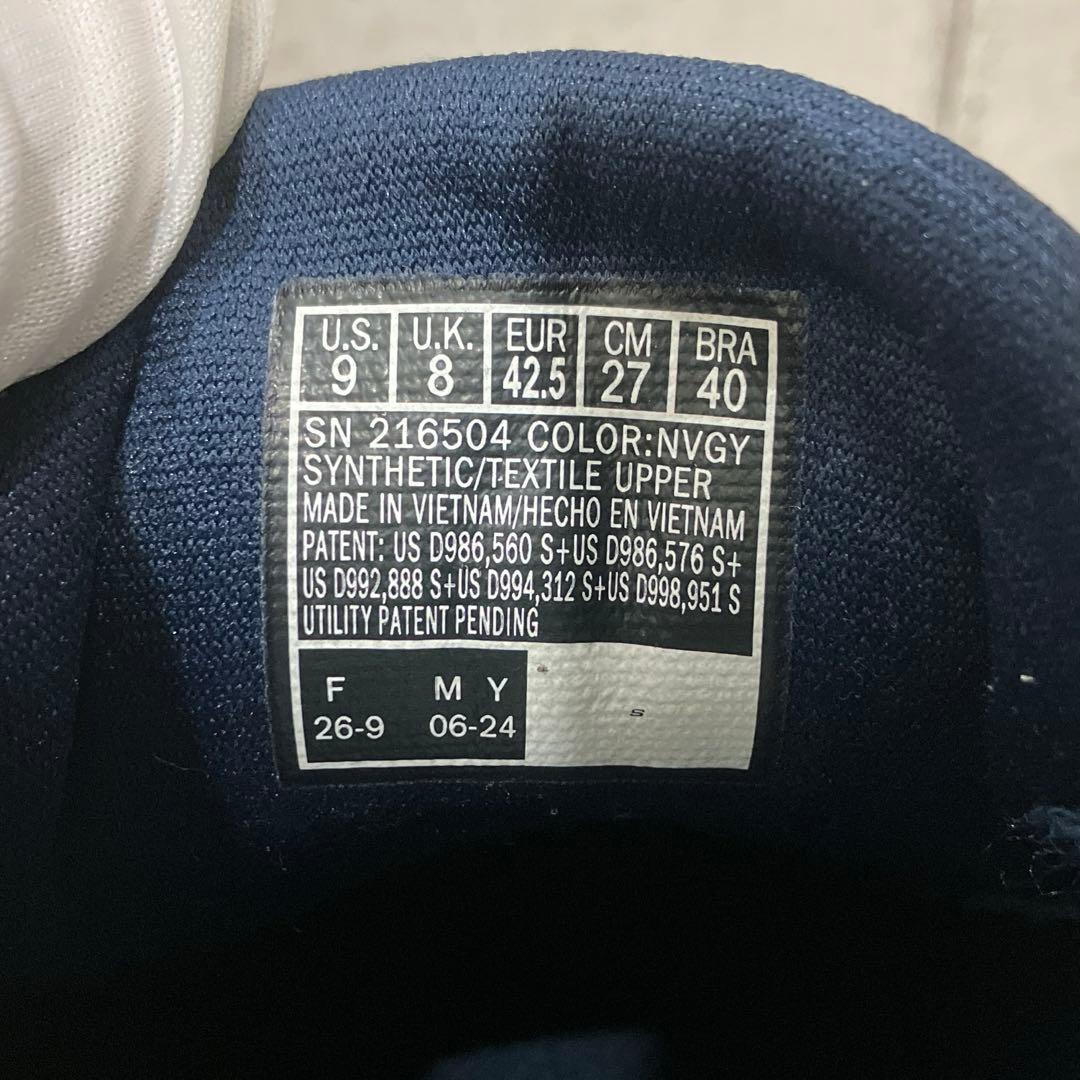 U.S. U.K. EUR CM BRA
9 8 42.5 27 40
SN 216504 COLOR:NVGY
SYNTHETIC/TEXTILE UPPER
MADE IN VIETNAM/HECHO EN VIETNAM
PATENT: US D986,560 S+US D986,576 S+
US D992,888 S+US D994,312 S+US D998,951 S
UTILITY PATENT PENDING
F M Y
26-9 06-24
S